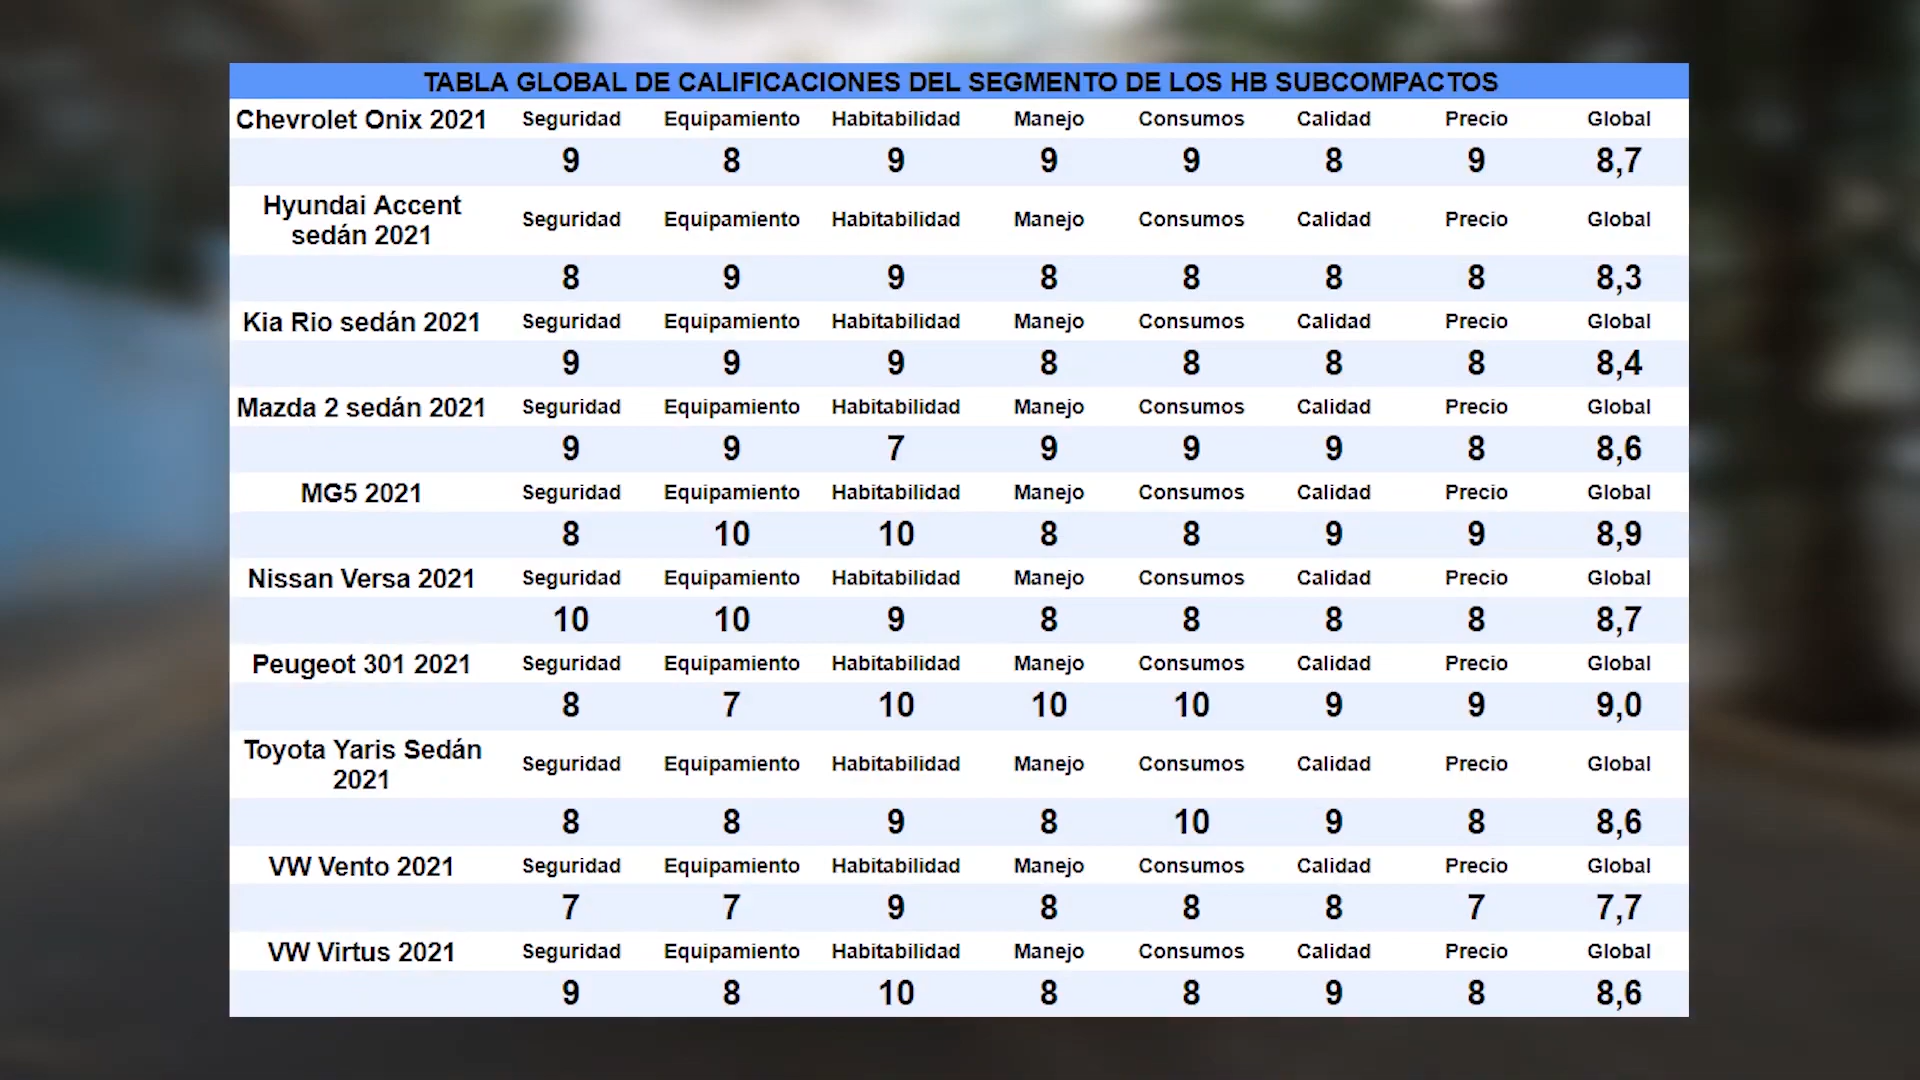 TABLA GLOBAL DE CALIFICACIONES DEL SEGMENTO DE LOS HB SUBCOMPACTOS
Chevrolet Onix 2021 Seguridad Equipamiento Habitabilidad Manejo Consumos Calidad Precio Global
9 8 9 9 9 8 9 8,7
Hyundai Accent
sedán 2021 Seguridad Equipamiento Habitabilidad Manejo Consumos Calidad Precio Global
8 9 9 8 8 8 8 8,3
Kia Rio sedán 2021 Seguridad Equipamiento Habitabilidad Manejo Consumos Calidad Precio Global
9 9 9 8 8 8 8 8,4
Mazda 2 sedán 2021 Seguridad Equipamiento Habitabilidad Manejo Consumos Calidad Precio Global
9 9 7 9 9 9 8 8,6
MG5 2021 Seguridad Equipamiento Habitabilidad Manejo Consumos Calidad Precio Global
8 10 10 8 8 9 9 8,9
Nissan Versa 2021 Seguridad Equipamiento Habitabilidad Manejo Consumos Calidad Precio Global
10 10 9 8 8 8 8 8,7
Peugeot 301 2021 Seguridad Equipamiento Habitabilidad Manejo Consumos Calidad Precio Global
8 7 10 10 10 9 9 9,0
Toyota Yaris Sedán
2021 Seguridad Equipamiento Habitabilidad Manejo Consumos Calidad Precio Global
8 8 9 8 10 9 8 8,6
VW Vento 2021 Seguridad Equipamiento Habitabilidad Manejo Consumos Calidad Precio Global
7 7 9 8 8 8 7 7,7
VW Virtus 2021 Seguridad Equipamiento Habitabilidad Manejo Consumos Calidad Precio Global
9 8 10 8 8 9 8 8,6